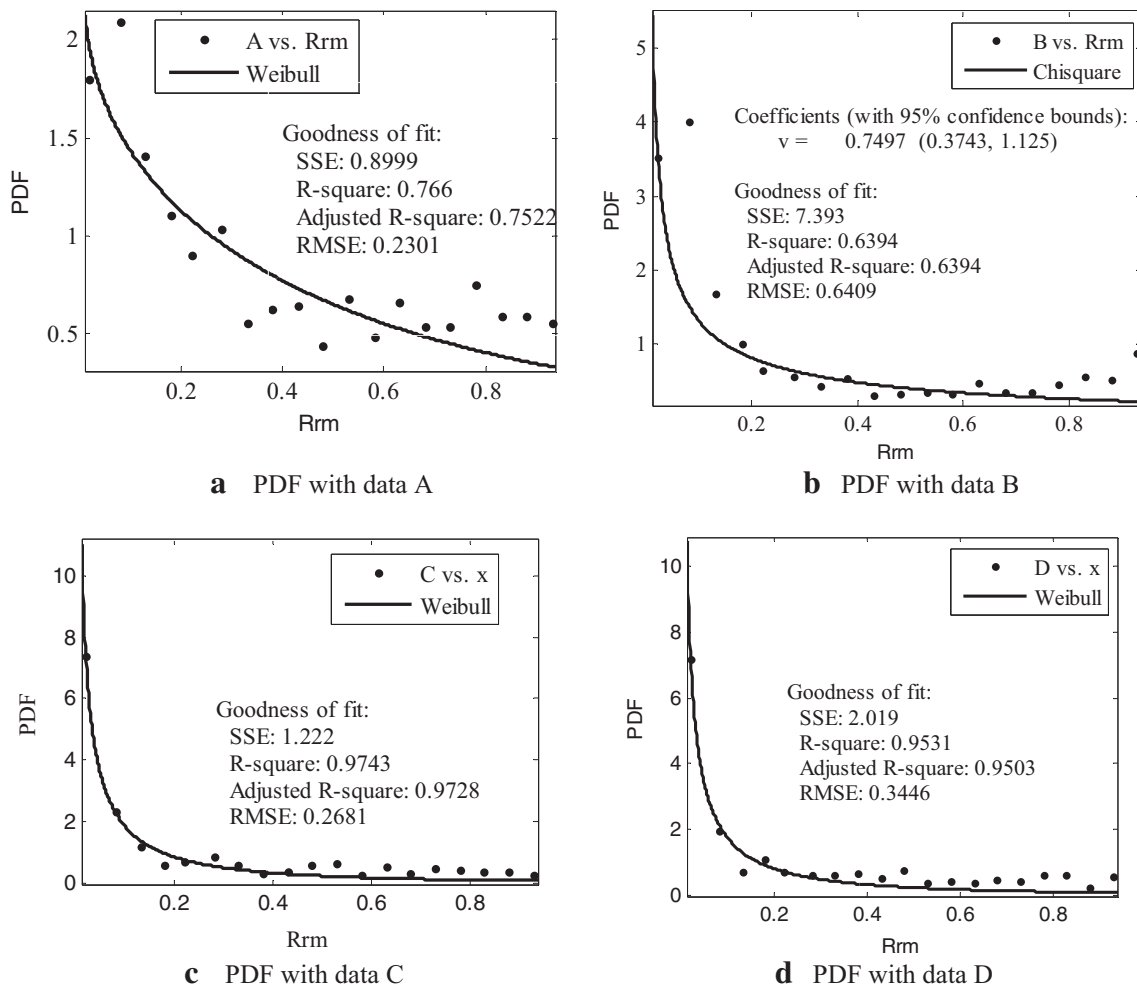 A vs. Rrm
Weibull
Goodness of fit:
SSE: 0.8999
R-square: 0.766
Adjusted R-square: 0.7522
RMSE: 0.2301
PDF
2
1.5
1
0.5
0.2 0.4 0.6 0.8
Rrm
a PDF with data A
B vs. Rrm
Chisquare
Coefficients (with 95% confidence bounds):
v = 0.7497 (0.3743, 1.125)
Goodness of fit:
SSE: 7.393
R-square: 0.6394
Adjusted R-square: 0.6394
RMSE: 0.6409
PDF
5
4
3
2
1
0.2 0.4 0.6 0.8
Rrm
b PDF with data B
C vs. x
Weibull
Goodness of fit:
SSE: 1.222
R-square: 0.9743
Adjusted R-square: 0.9728
RMSE: 0.2681
PDF
10
8
6
4
2
0
0.2 0.4 0.6 0.8
Rrm
c PDF with data C
D vs. x
Weibull
Goodness of fit:
SSE: 2.019
R-square: 0.9531
Adjusted R-square: 0.9503
RMSE: 0.3446
PDF
10
8
6
4
2
0
0.2 0.4 0.6 0.8
Rrm
d PDF with data D